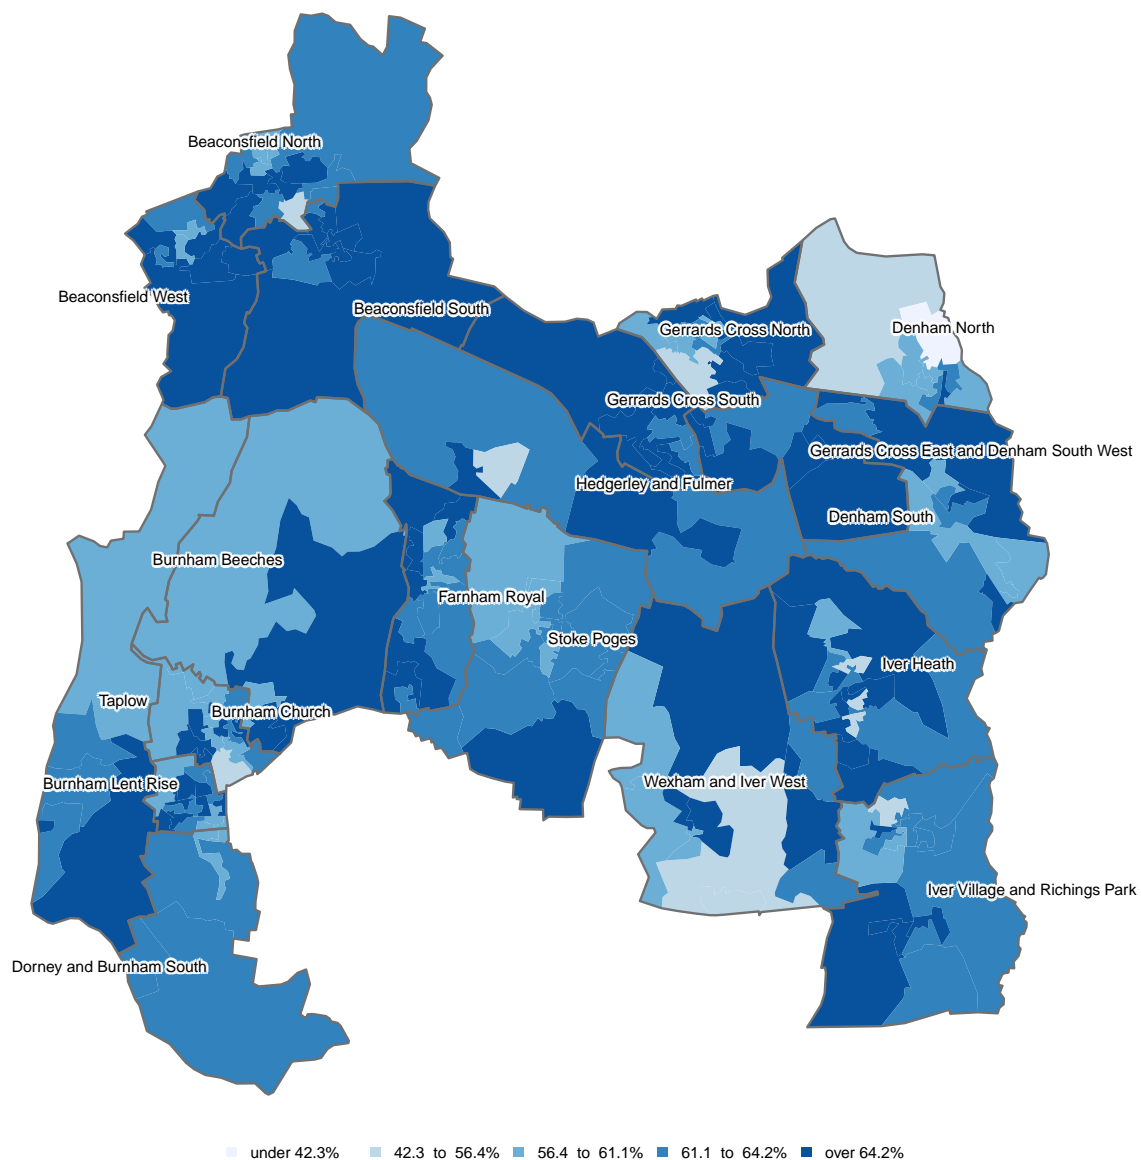 Beaconsfield North
Beaconsfield West
Beaconsfield South
Gerrards Cross North
Denham North
Gerrards Cross South
Gerrards Cross East and Denham South West
Hedgerley and Fulmer
Denham South
Burnham Beeches
Farnham Royal
Stoke Poges
Iver Heath
Taplow
Burnham Church
Burnham Lent Rise
Wexham and Iver West
Iver Village and Richings Park
Dorney and Burnham South
under 42.3% 42.3 to 56.4% 56.4 to 61.1% 61.1 to 64.2% over 64.2%